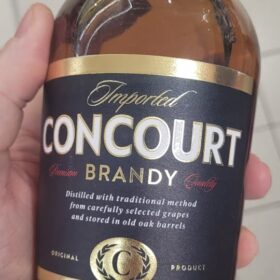 Imported
CONCOURT
Premium BRANDY Quality
Distilled with traditional method
from carefully selected grapes
and stored in old oak barrels
ORIGINAL C PRODUCT